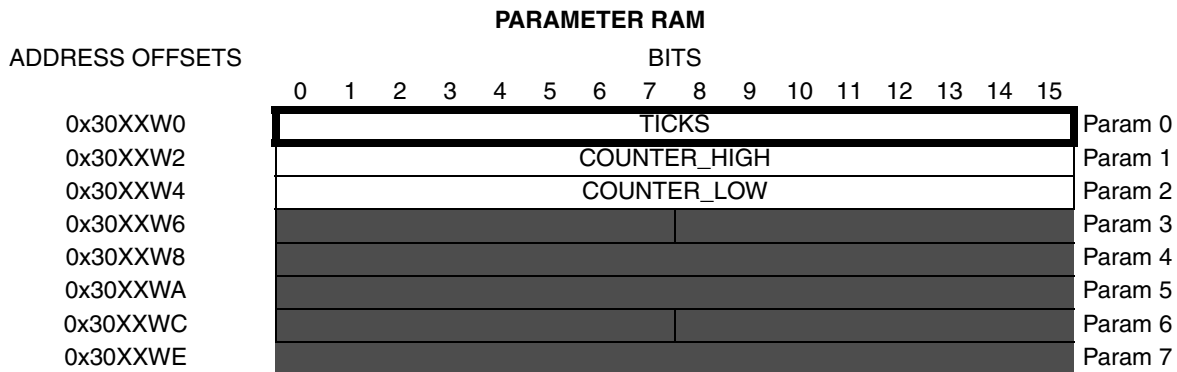 PARAMETER RAM
ADDRESS OFFSETS BITS
0 1 2 3 4 5 6 7 8 9 10 11 12 13 14 15
0x30XXW0 TICKS Param 0
0x30XXW2 COUNTER_HIGH Param 1
0x30XXW4 COUNTER_LOW Param 2
0x30XXW6 Param 3
0x30XXW8 Param 4
0x30XXWA Param 5
0x30XXWC Param 6
0x30XXWE Param 7